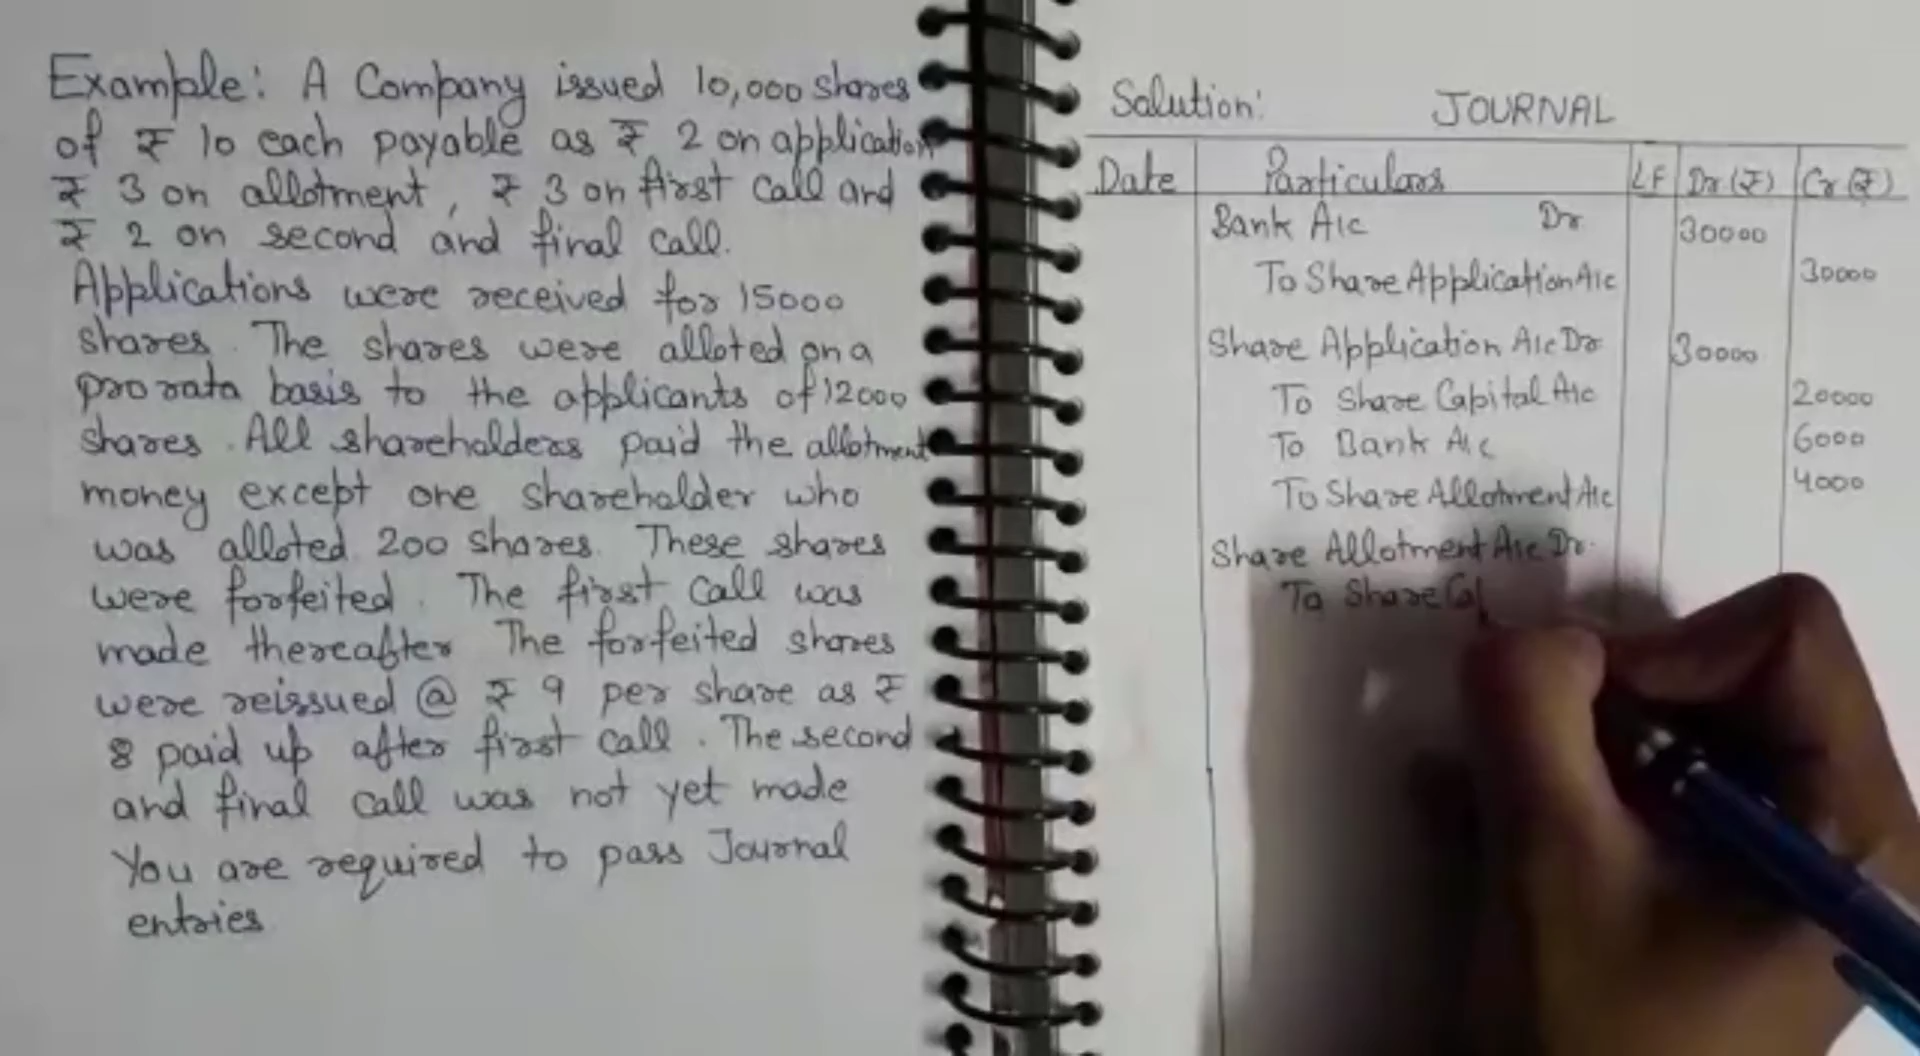 Example: A Company issued 10,000 shares
of ₹ 10 each payable as ₹ 2 on application
₹ 3 on allotment, ₹ 3 on first call and
₹ 2 on second and final call.
Applications were received for 15000
shares. The shares were alloted on a
pro rata basis to the applicants of 12000
shares. All shareholders paid the allotment
money except one shareholder who
was alloted 200 shares. These shares
were forfeited. The first call was
made thereafter The forfeited shares
were reissued @ ₹ 9 per share as ₹
8 paid up after first call. The second
and final call was not yet made
You are required to pass Journal
entries
Solution: JOURNAL
Date Particulars LF Dr (₹) Cr (₹)
Bank A/c Dr 30000
To Share Application A/c 30000
Share Application A/c Dr 30000
To Share Capital A/c 20000
To Bank A/c 6000
To Share Allotment A/c 4000
Share Allotment A/c Dr.
To Share Ca